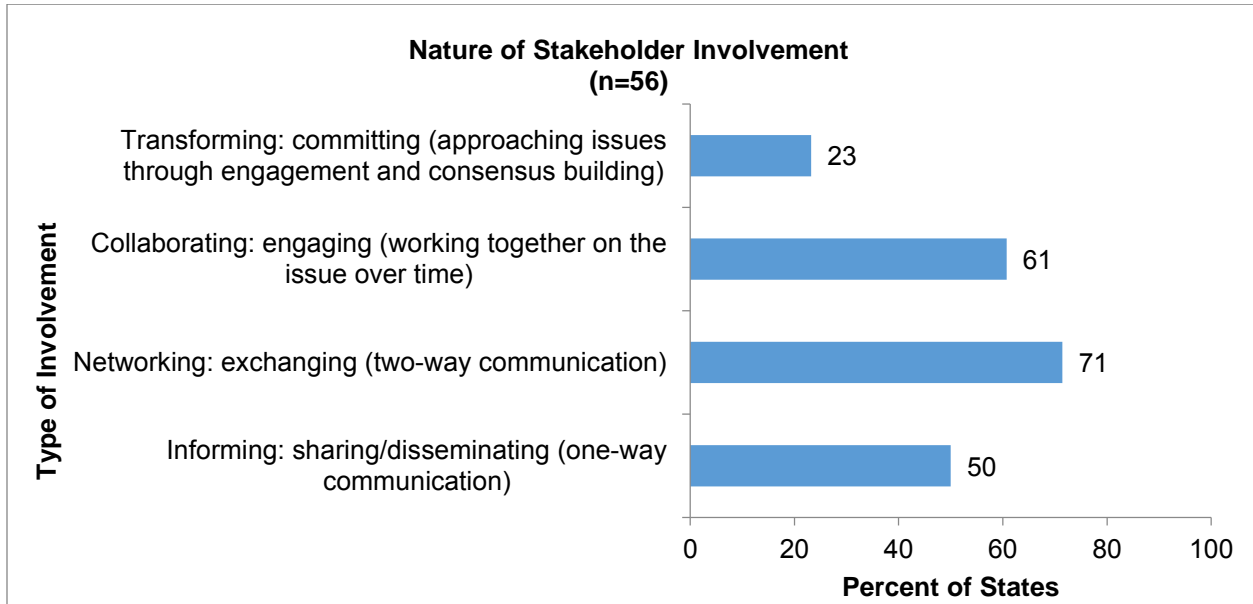 Nature of Stakeholder Involvement
(n=56)
Type of Involvement
Transforming: committing (approaching issues
through engagement and consensus building)
23
Collaborating: engaging (working together on the
issue over time)
61
Networking: exchanging (two-way communication)
71
Informing: sharing/disseminating (one-way
communication)
50
0 20 40 60 80 100
Percent of States